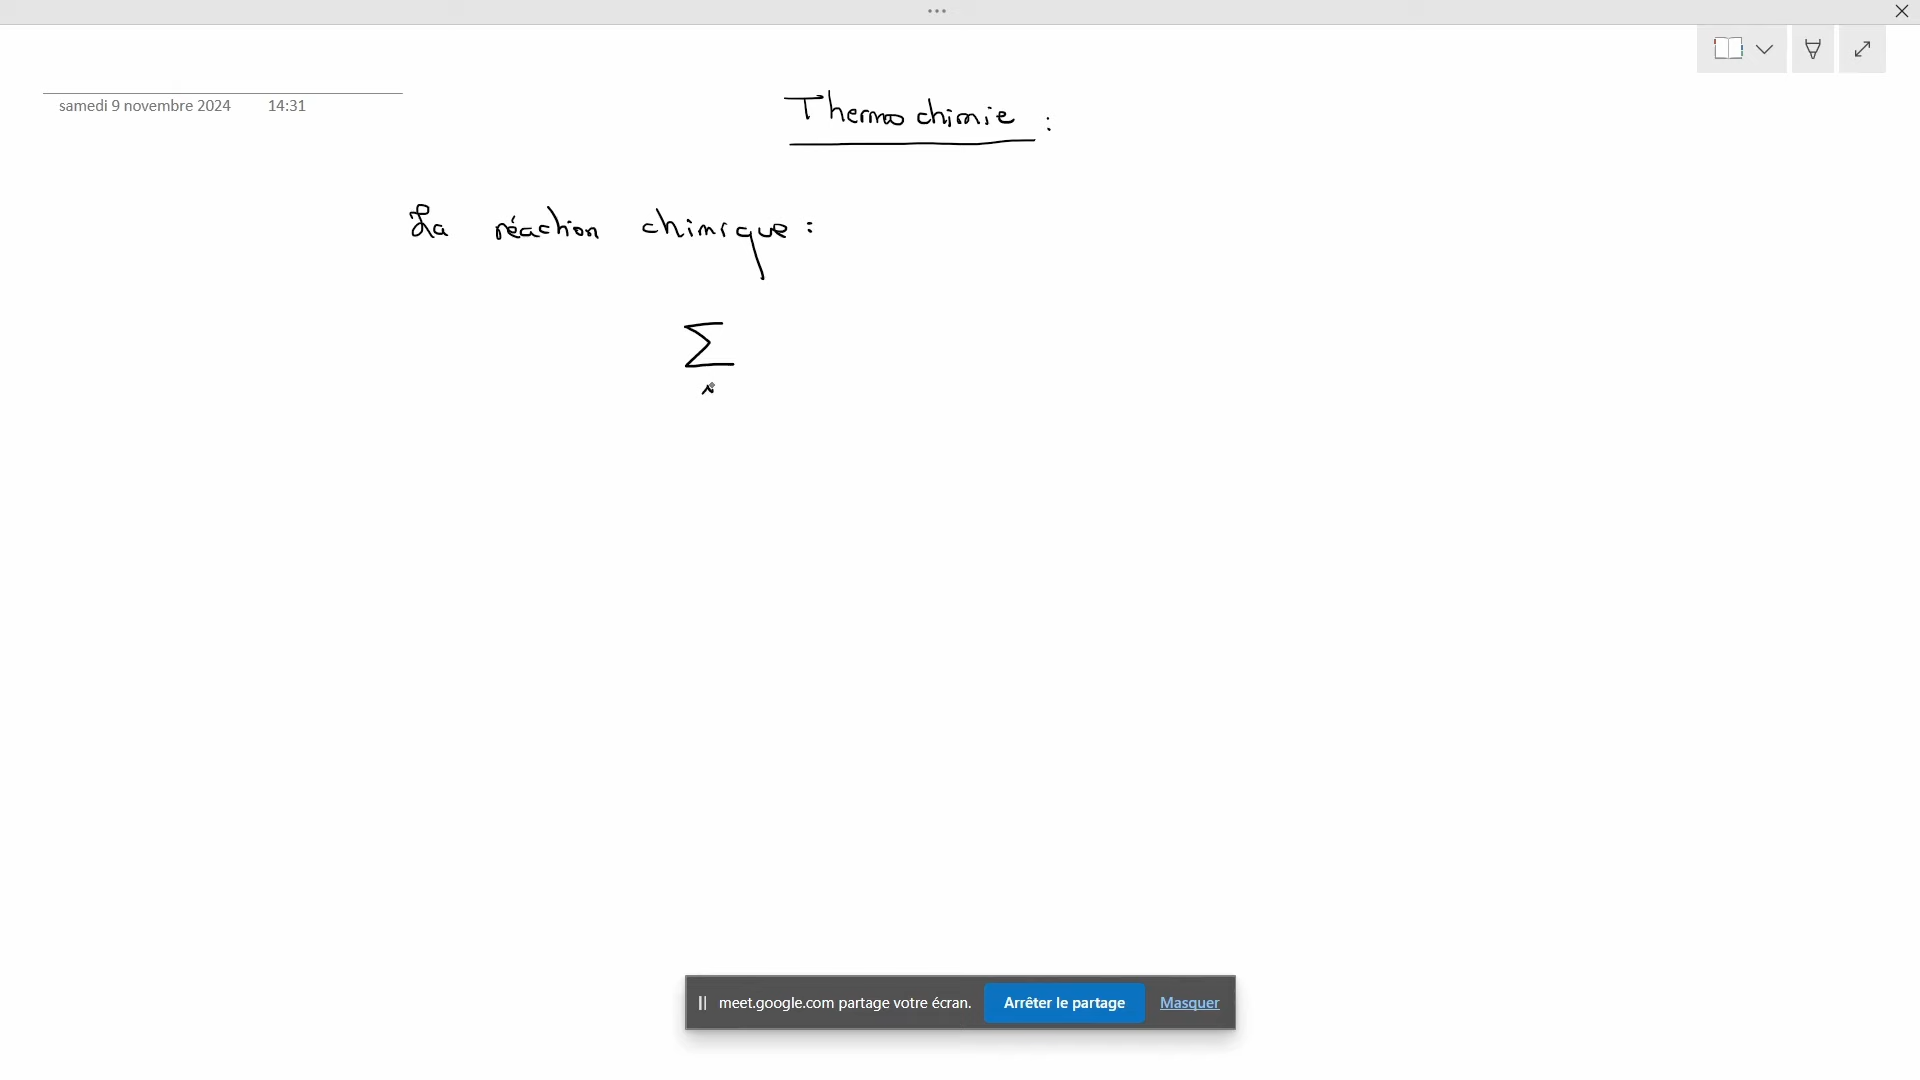 samedi 9 novembre 2024 14:31
Thermochimie :
La réaction chimique :
Σ
meet.google.com partage votre écran. Arrêter le partage Masquer